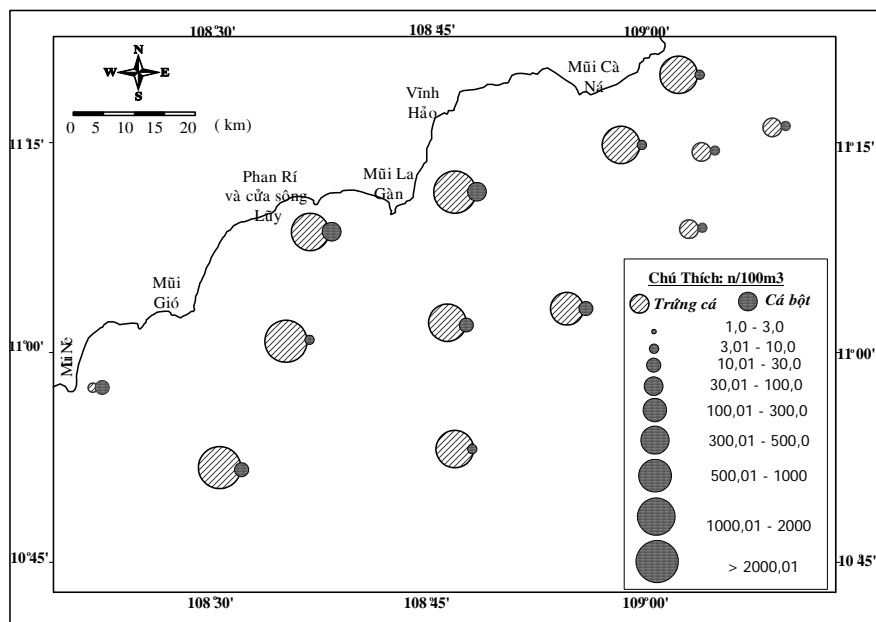 108°30' 108°45' 109°00'
N
W E
S
0 5 10 20 ( km)
Mũi Cà
Ná
Vĩnh
Hảo
11°15' 11°15'
Mũi La
Gàn
Phan Rí
và cửa sông
Lũy
Mũi
Gió
Mũi Né
11°00' 11°00'
Chú Thích: n/100m3
Trứng cá Cá bột
1,0 - 3,0
3,01 - 10,0
10,01 - 30,0
30,01 - 100,0
100,01 - 300,0
300,01 - 500,0
500,01 - 1000
1000,01 - 2000
> 2000,01
10°45' 10°45'
108°30' 108°45' 109°00'